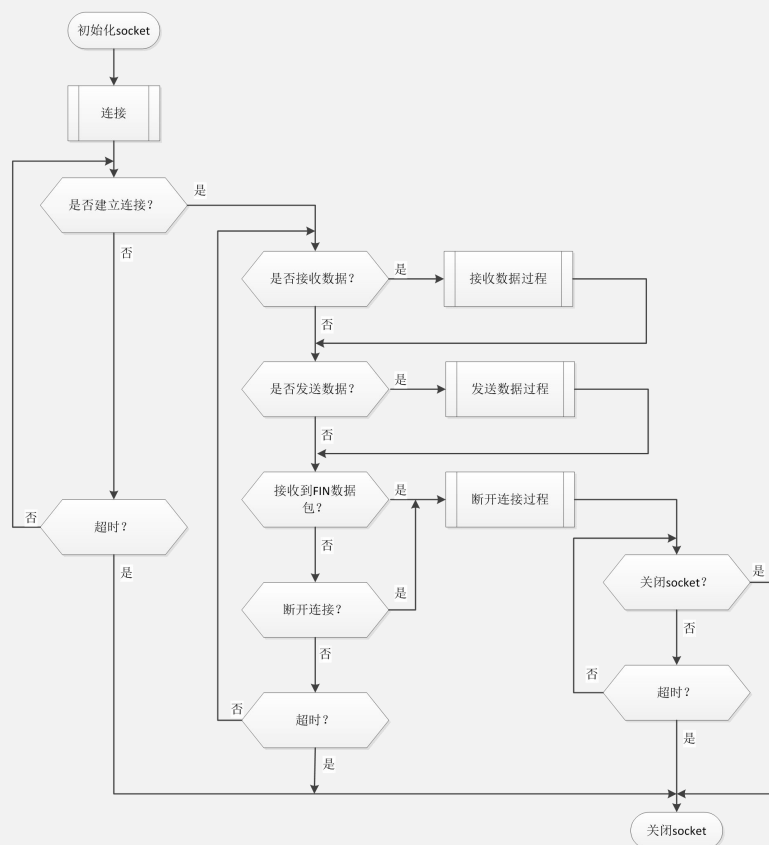 初始化socket
连接
是否建立连接？
是
否
超时？
否
是
是否接收数据？
是
接收数据过程
否
是否发送数据？
是
发送数据过程
否
接收到FIN数据
包？
是
断开连接过程
否
断开连接？
是
否
超时？
否
是
关闭socket？
是
否
超时？
否
是
关闭socket